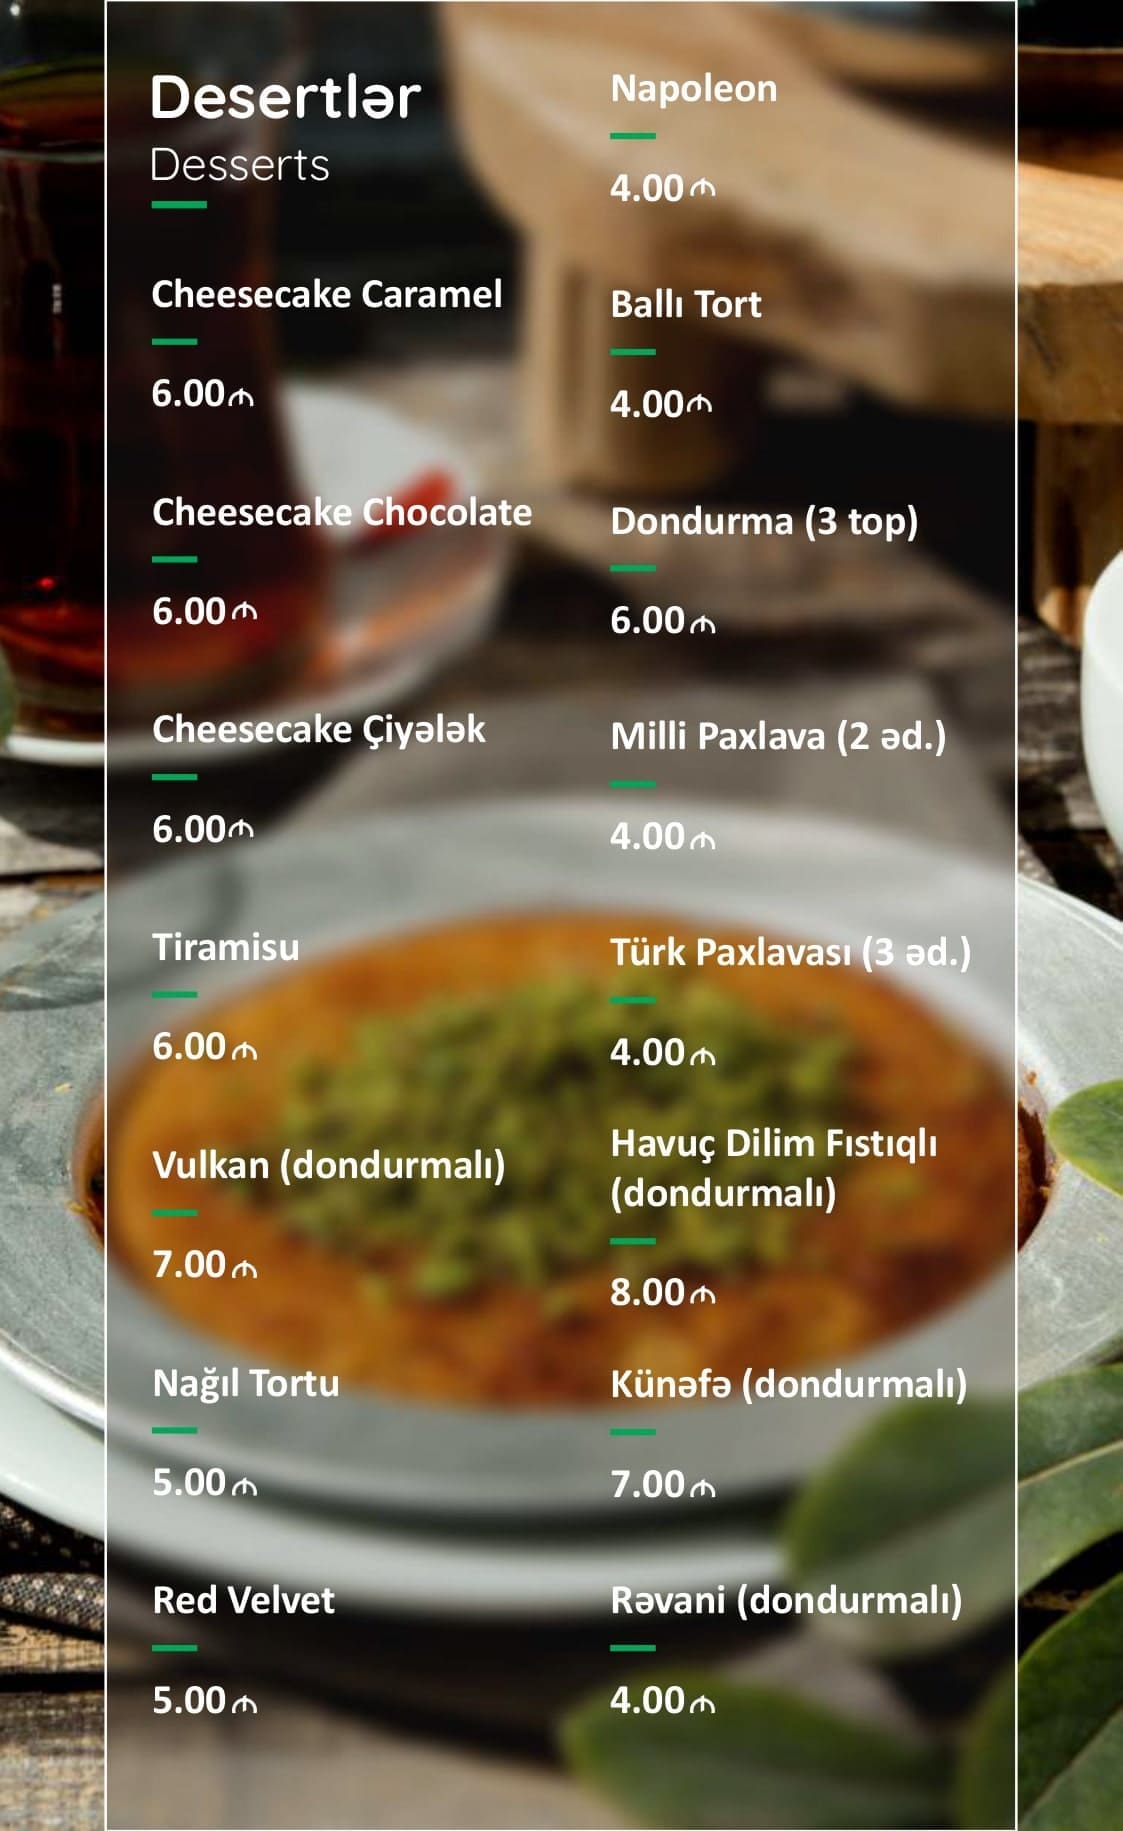 Desertlər
Desserts
Cheesecake Caramel
6.00₼
Cheesecake Chocolate
6.00₼
Cheesecake Çiyələk
6.00₼
Tiramisu
6.00₼
Vulkan (dondurmalı)
7.00₼
Nağıl Tortu
5.00₼
Red Velvet
5.00₼
Napoleon
4.00₼
Ballı Tort
4.00₼
Dondurma (3 top)
6.00₼
Milli Paxlava (2 əd.)
4.00₼
Türk Paxlavası (3 əd.)
4.00₼
Havuç Dilim Fıstıqlı
(dondurmalı)
8.00₼
Künəfə (dondurmalı)
7.00₼
Rəvani (dondurmalı)
4.00₼